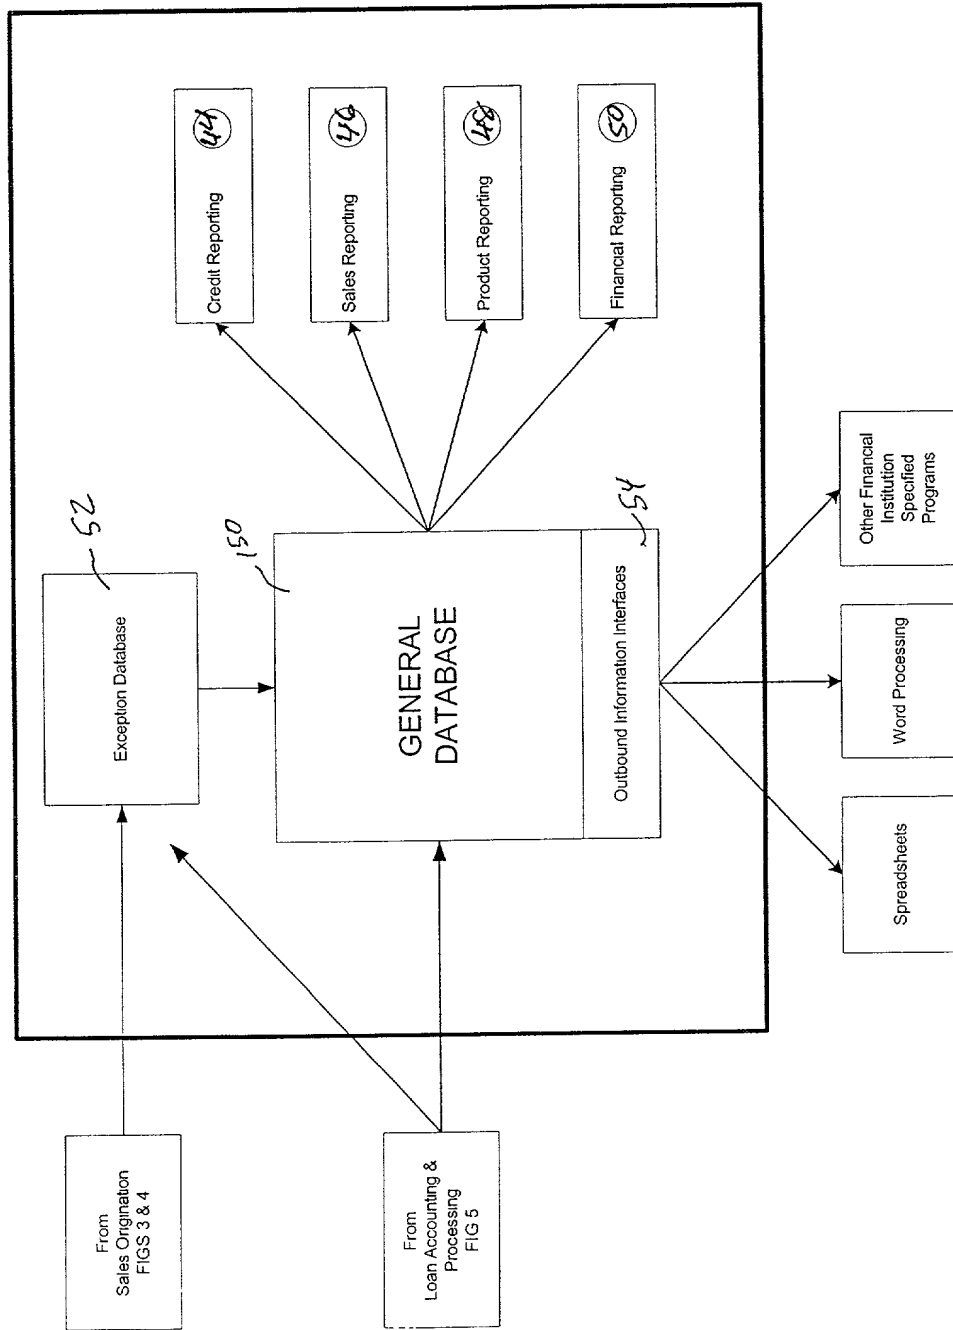 From
Sales Origination
FIGS 3 & 4
From
Loan Accounting &
Processing
FIG 5
Exception Database
52
150
GENERAL
DATABASE
Outbound Information Interfaces
54
Credit Reporting
44
Sales Reporting
46
Product Reporting
48
Financial Reporting
50
Spreadsheets
Word Processing
Other Financial
Institution
Specified
Programs